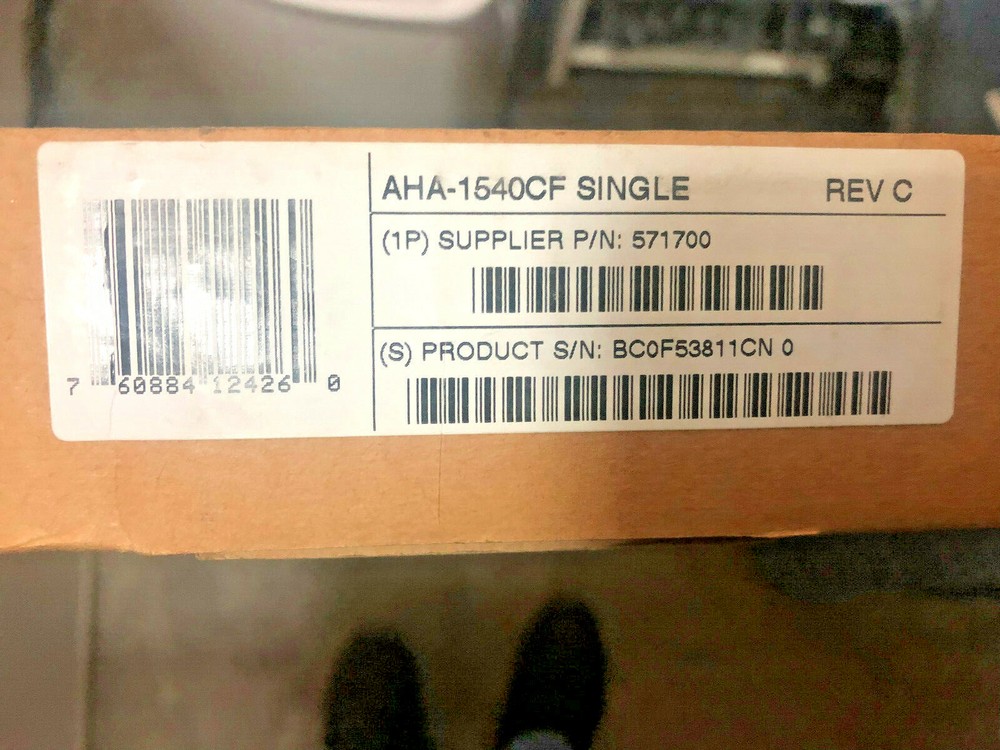 AHA-1540CF SINGLE REV C
(1P) SUPPLIER P/N: 571700
(S) PRODUCT S/N: BC0F53811CN 0
7 60884 12426 0